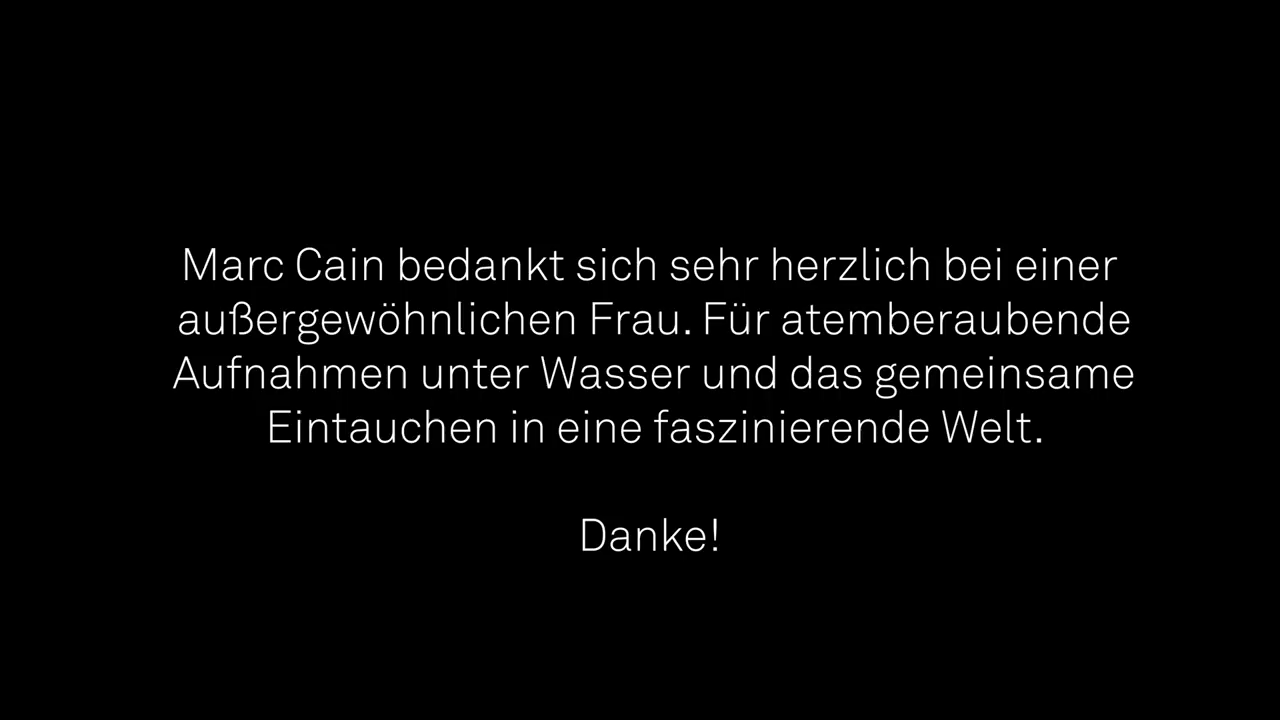 Marc Cain bedankt sich sehr herzlich bei einer
außergewöhnlichen Frau. Für atemberaubende
Aufnahmen unter Wasser und das gemeinsame
Eintauchen in eine faszinierende Welt.
Danke!